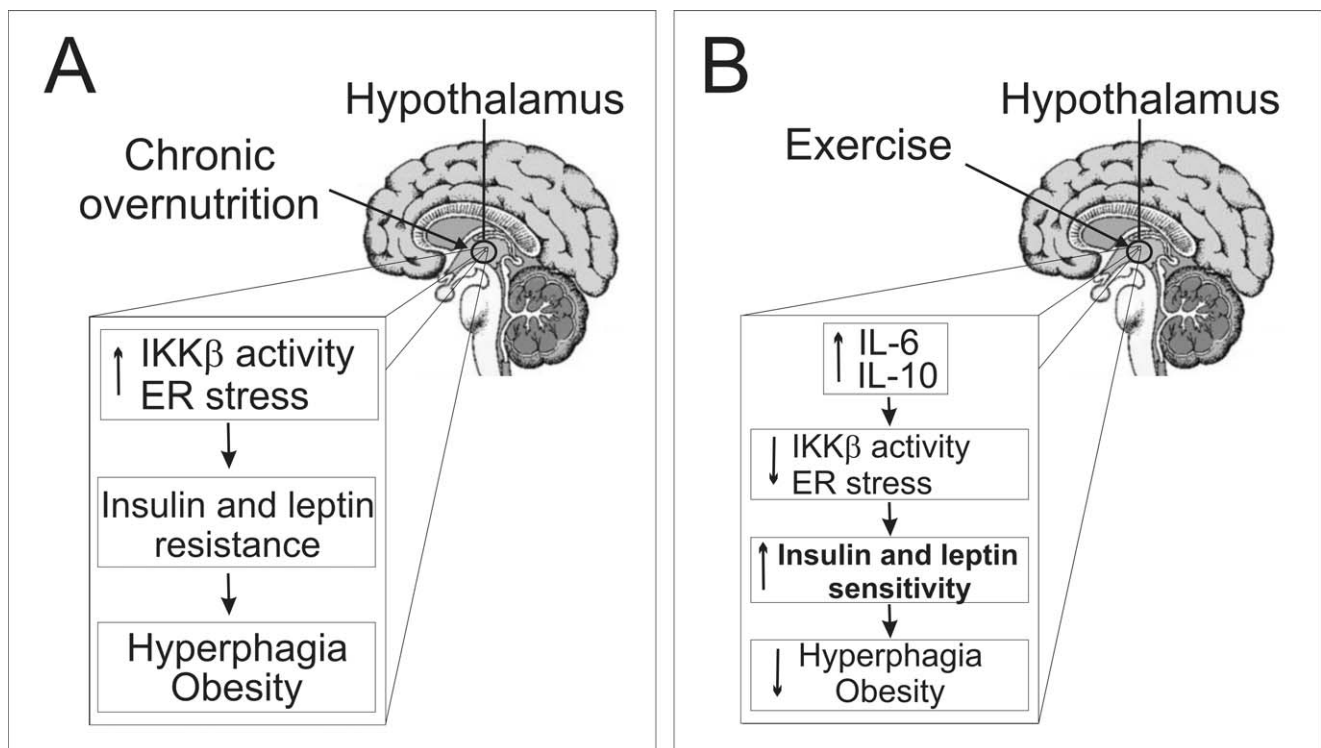 A
Hypothalamus
Chronic
overnutrition
↑ IKKβ activity
ER stress
Insulin and leptin
resistance
Hyperphagia
Obesity
B
Hypothalamus
Exercise
↑ IL-6
IL-10
↓ IKKβ activity
ER stress
↑ Insulin and leptin
sensitivity
↓ Hyperphagia
Obesity